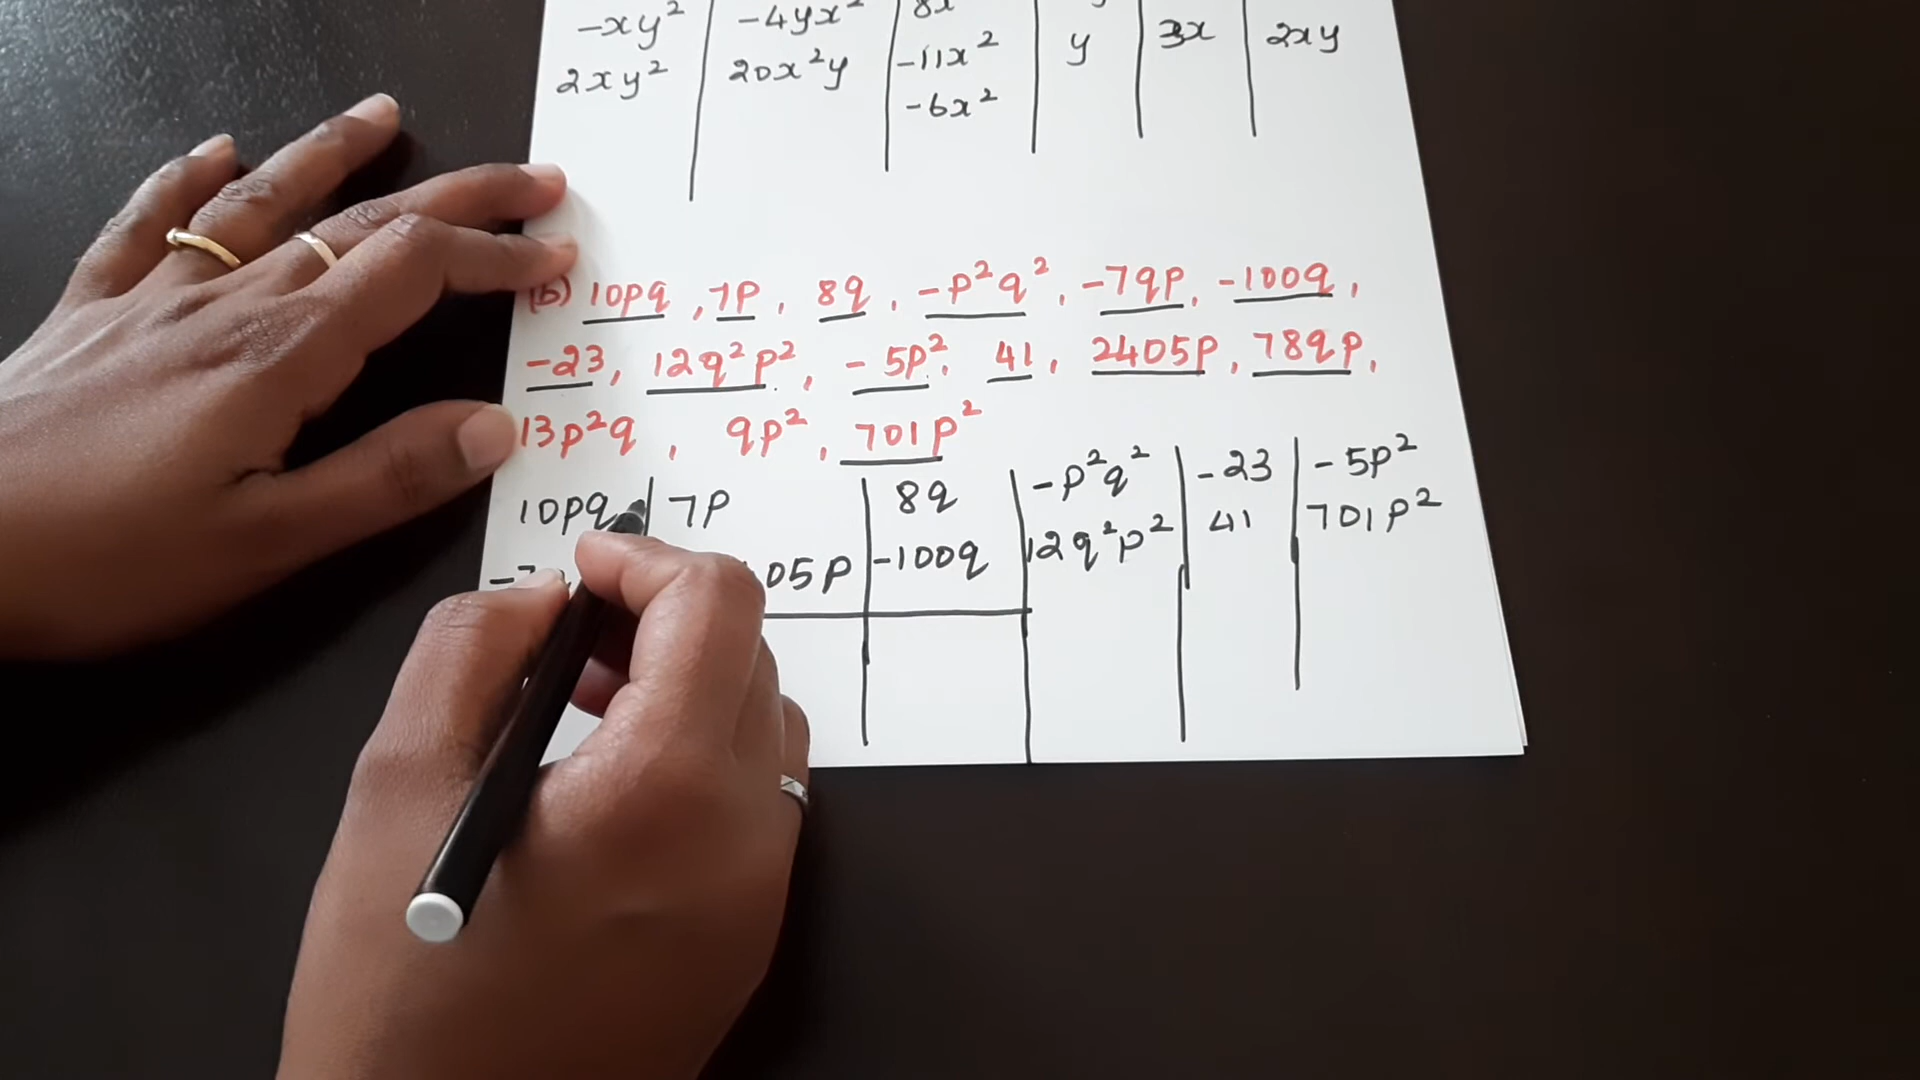 -xy² | -4yx² | 8x | y | 3x | 2xy
2xy² | 20x²y | -11x²
-6x²
(b) 10pq, 7p, 8q, -p²q², -7qp, -100q,
-23, 12q²p², -5p², 41, 2405p, 78qp,
13p²q, qp², 701p²
10pq | 7p | 8q | -p²q² | -23 | -5p²
05p | -100q | 12q²p² | 41 | 701p²